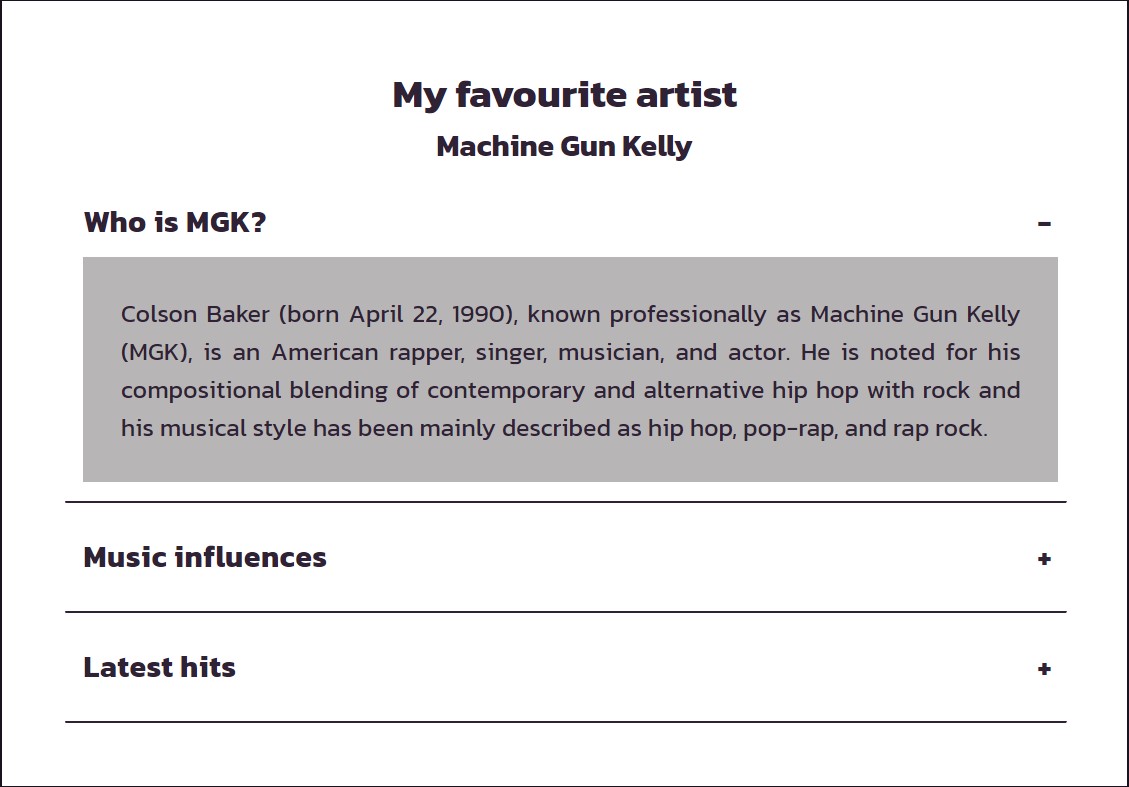 My favourite artist
Machine Gun Kelly
Who is MGK?
–
Colson Baker (born April 22, 1990), known professionally as Machine Gun Kelly
(MGK), is an American rapper, singer, musician, and actor. He is noted for his
compositional blending of contemporary and alternative hip hop with rock and
his musical style has been mainly described as hip hop, pop-rap, and rap rock.
Music influences
+
Latest hits
+